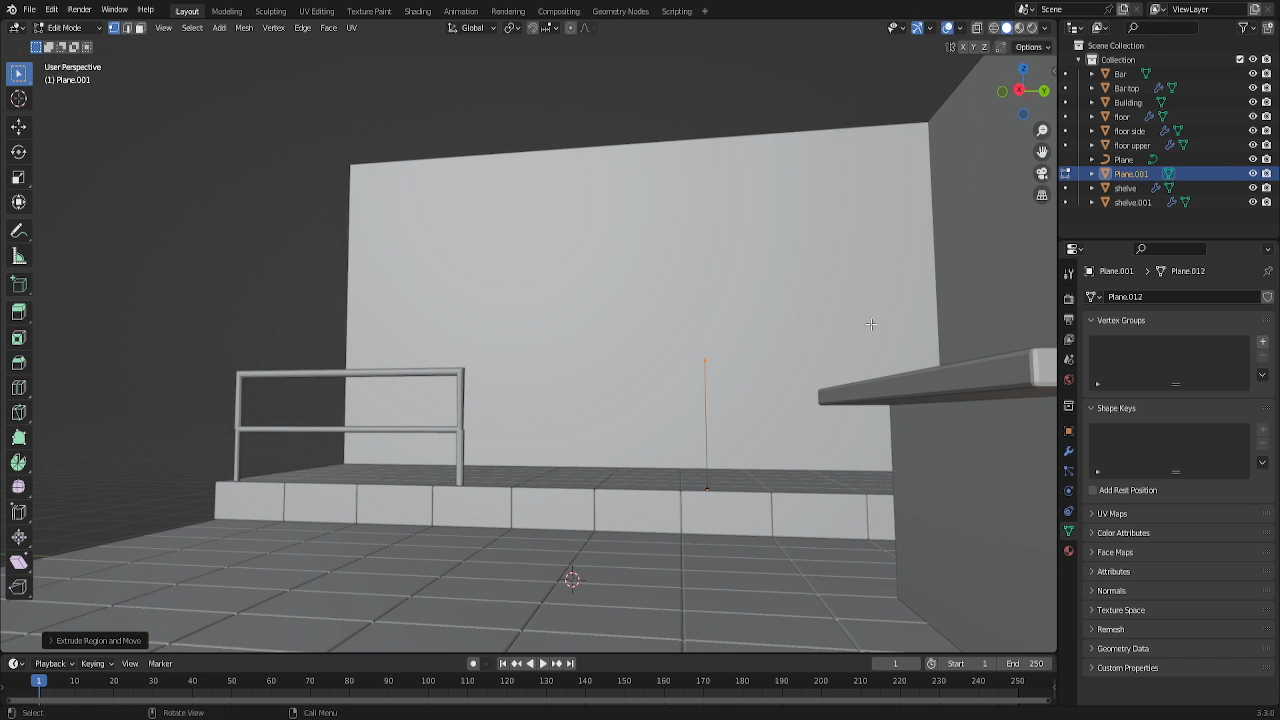 File Edit Render Window Help Layout Modeling Sculpting UV Editing Texture Paint Shading Animation Rendering Compositing Geometry Nodes Scripting + Scene ViewLayer
Edit Mode View Select Add Mesh Vertex Edge Face UV Global
X Y Z Options
User Perspective
(1) Plane.001
Z
X
Y
Extrude Region and Move
Scene Collection
Collection
Bar
Bar top
Building
floor
floor side
floor upper
Plane
Plane.001
shelve
shelve.001
Plane.001 Plane.012
Plane.012
Vertex Groups
Shape Keys
Add Rest Position
UV Maps
Color Attributes
Face Maps
Attributes
Normals
Texture Space
Remesh
Geometry Data
Custom Properties
Playback Keying View Marker 1 Start 1 End 250
1 10 20 30 40 50 60 70 80 90 100 110 120 130 140 150 160 170 180 190 200 210 220 230 240 250
Select Rotate View Call Menu 3.3.0